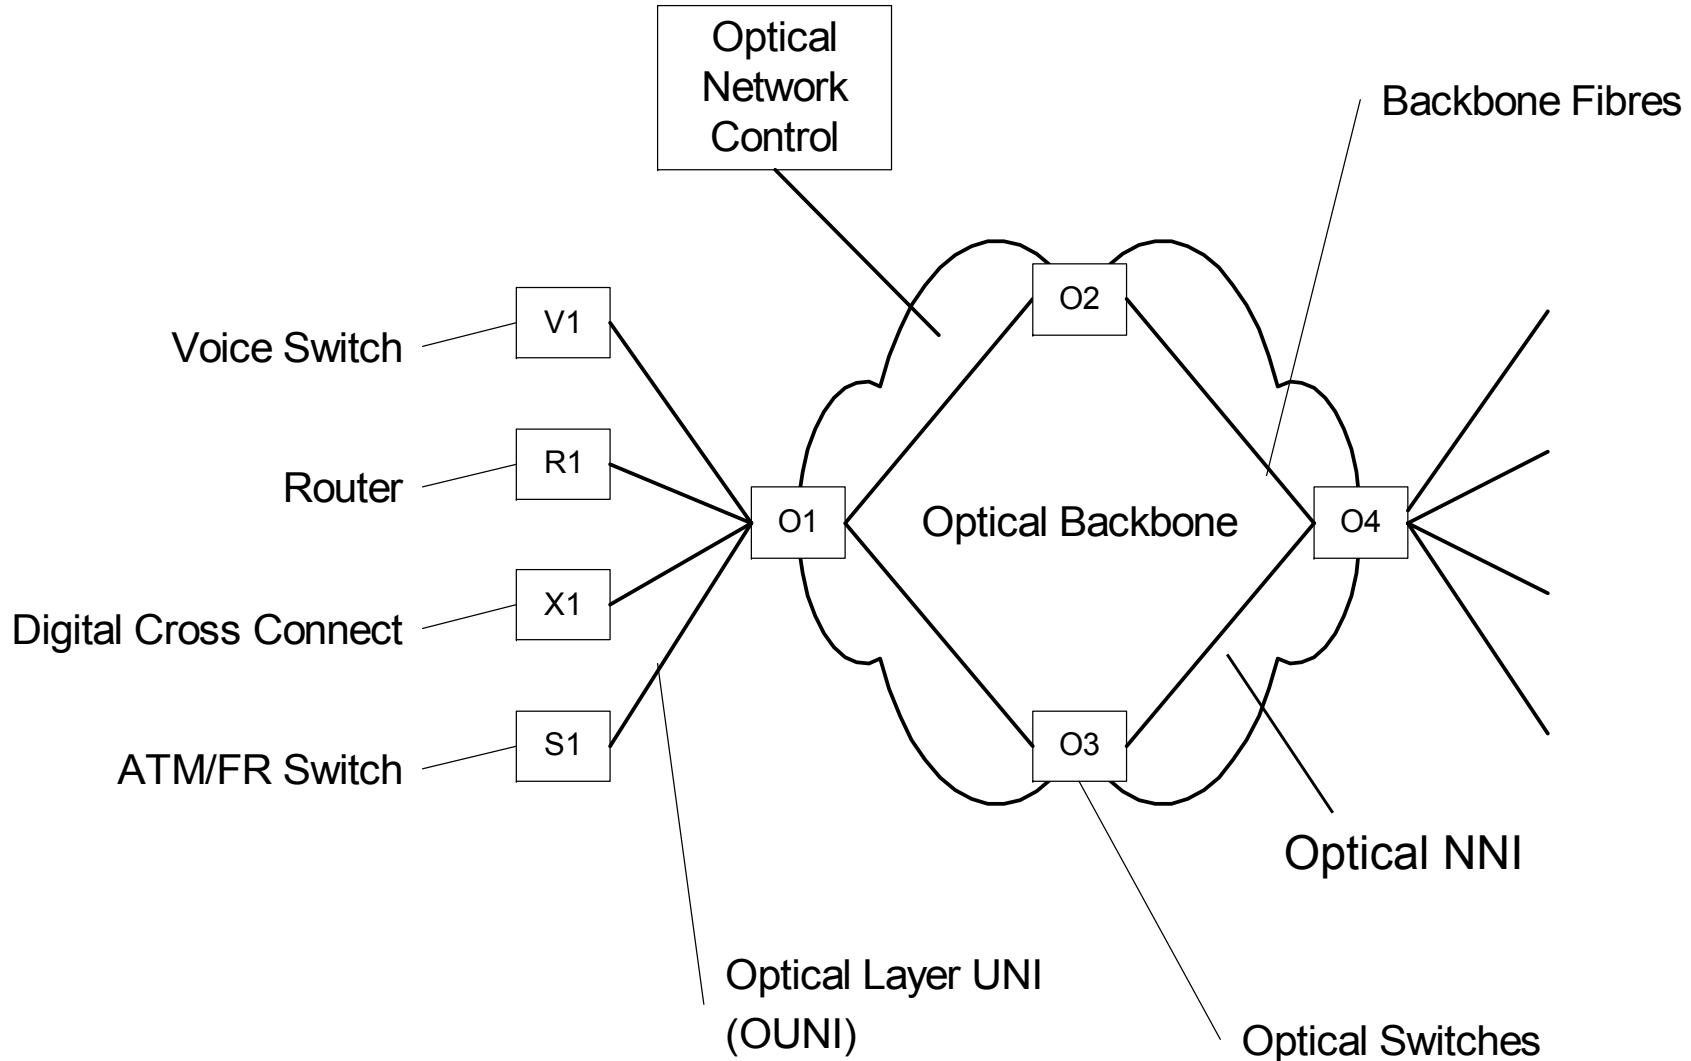 Optical
Network
Control
Backbone Fibres
O2
V1
Voice Switch
R1
Router
O1
Optical Backbone
O4
X1
Digital Cross Connect
S1
ATM/FR Switch
O3
Optical NNI
Optical Layer UNI
(OUNI)
Optical Switches